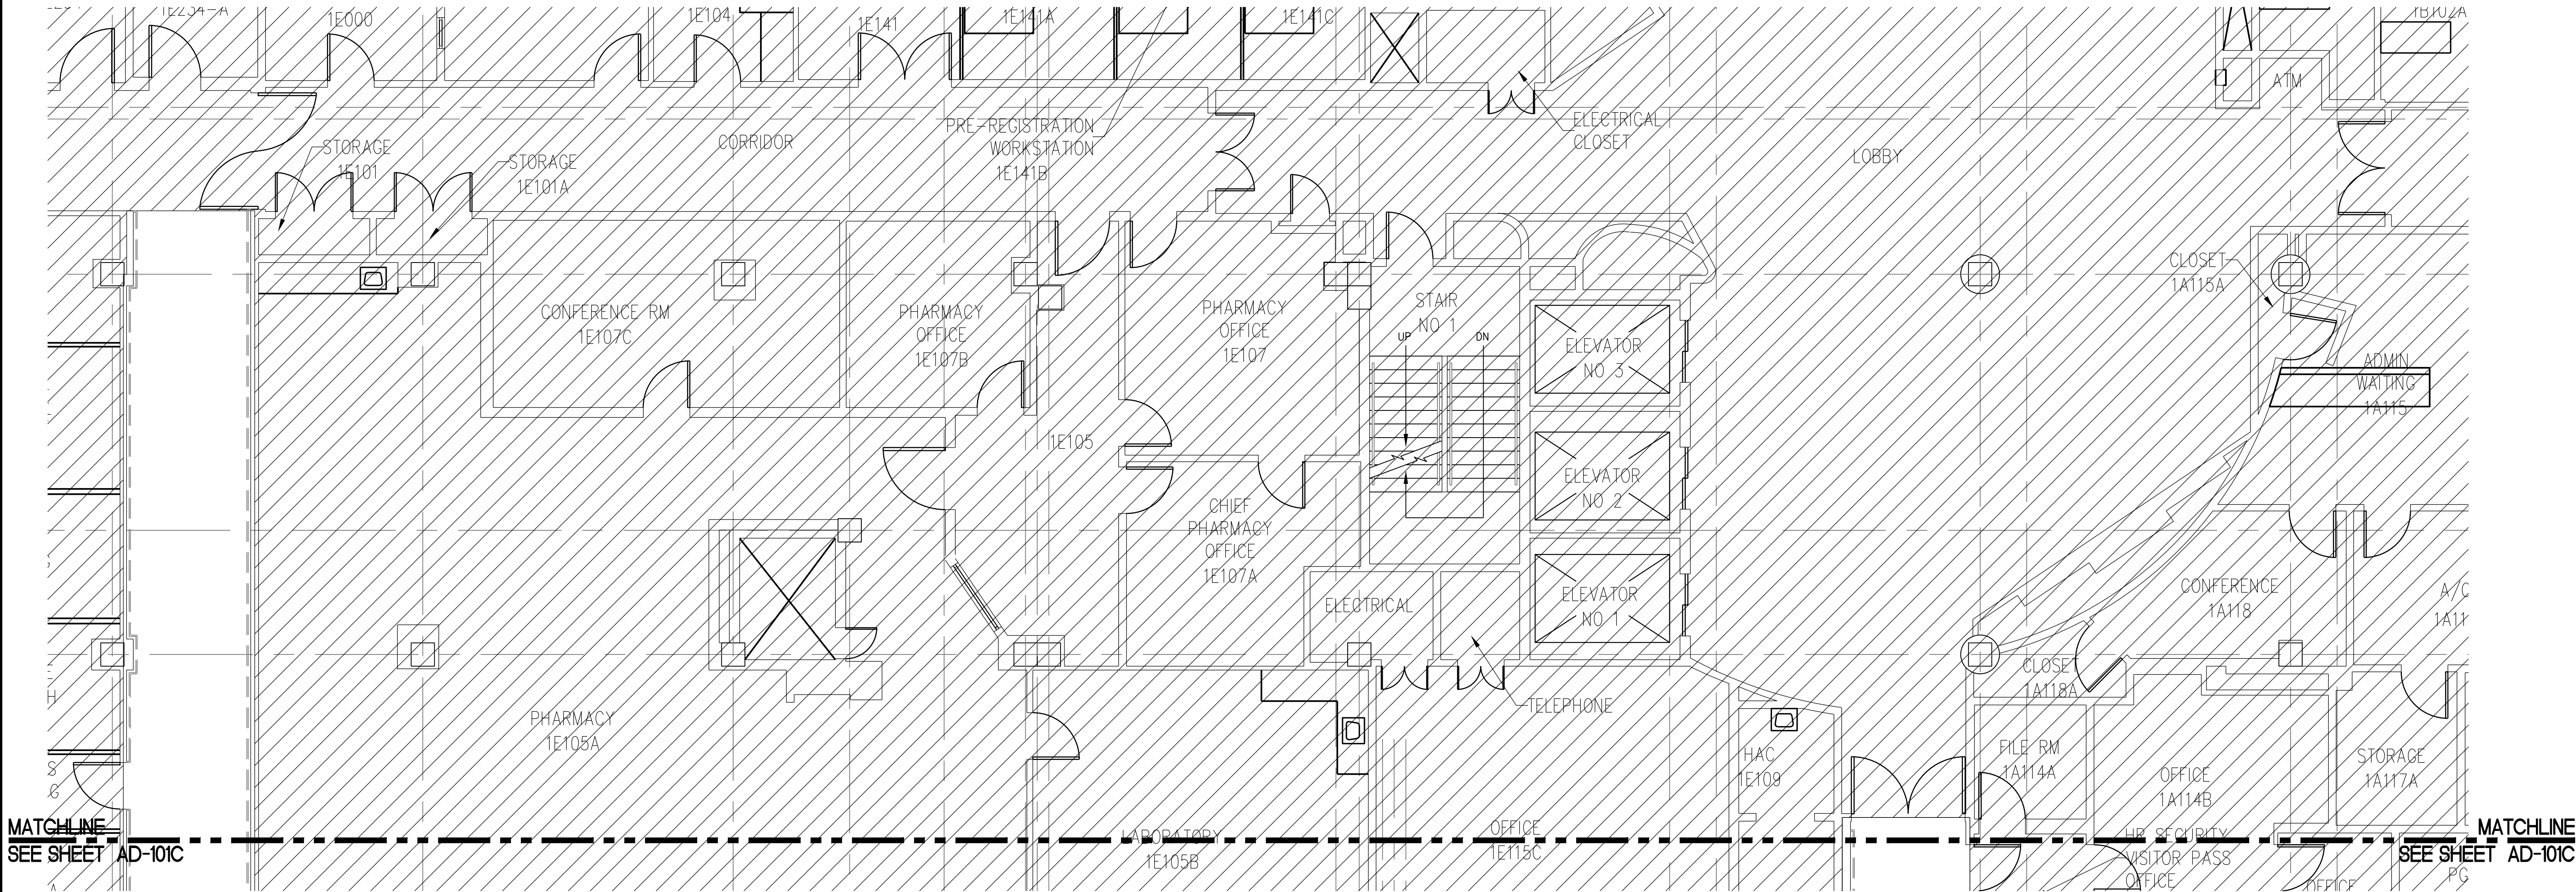 1E234-A
1E000
1E104
1E141
1E141A
1E141C
1B102A
ATM
ELECTRICAL
CLOSET
PRE-REGISTRATION
WORKSTATION
1E141B
CORRIDOR
LOBBY
STORAGE
1E101
STORAGE
1E101A
CONFERENCE RM
1E107C
PHARMACY
OFFICE
1E107B
PHARMACY
OFFICE
1E107
STAIR
NO 1
UP
DN
ELEVATOR
NO 3
CLOSET
1A115A
ADMIN
WAITING
1A115
1E105
ELEVATOR
NO 2
CHIEF
PHARMACY
OFFICE
1E107A
ELECTRICAL
ELEVATOR
NO 1
CONFERENCE
1A118
A/C
1A11
CLOSET
1A118A
TELEPHONE
PHARMACY
1E105A
HAC
1E109
FILE RM
1A114A
OFFICE
1A114B
STORAGE
1A117A
H
S
G
MATCHLINE
SEE SHEET AD-101C
LABORATORY
1E105B
OFFICE
1E115C
HR SECURITY
VISITOR PASS
OFFICE
OFFICE
MATCHLINE
SEE SHEET AD-101C
PG